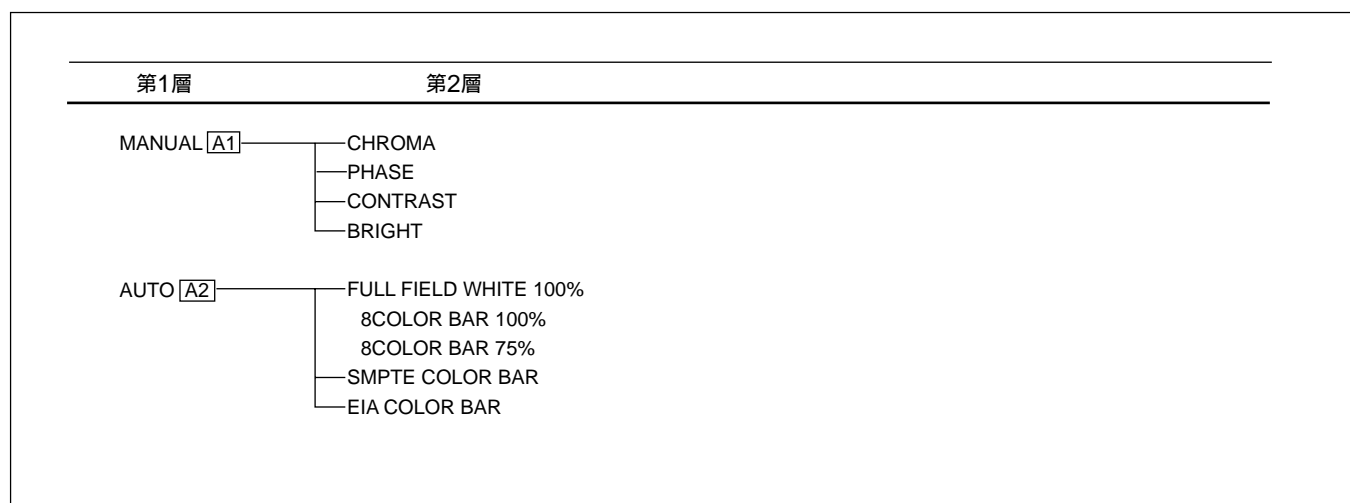 第1層 第2層
MANUAL A1 CHROMA
PHASE
CONTRAST
BRIGHT
AUTO A2 FULL FIELD WHITE 100%
8COLOR BAR 100%
8COLOR BAR 75%
SMPTE COLOR BAR
EIA COLOR BAR